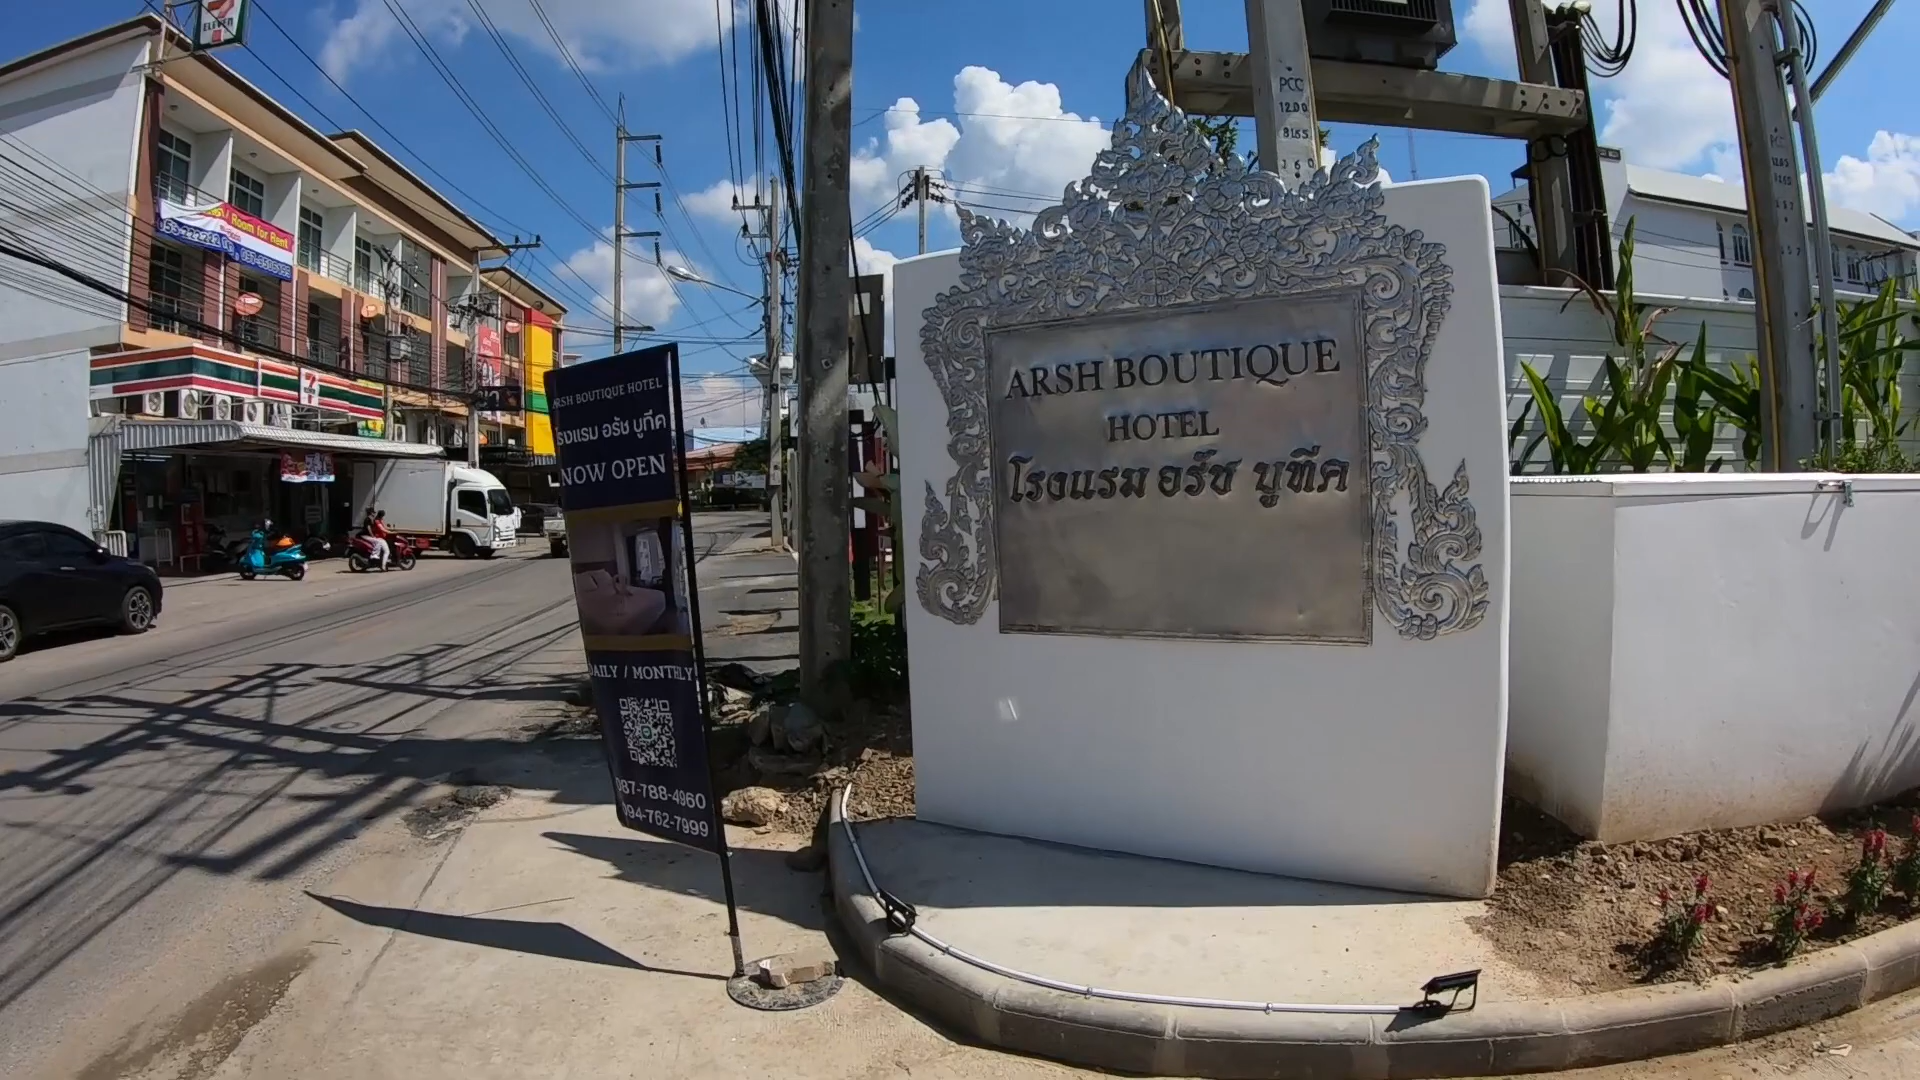 ARSH BOUTIQUE
HOTEL
โรงแรม อรัช บูทีค
ARSH BOUTIQUE HOTEL
โรงแรม อรัช บูทีค
NOW OPEN
DAILY / MONTHLY
087-788-4960
094-762-7999
ELEVEN
/ Room for Rent
PCC
12.00